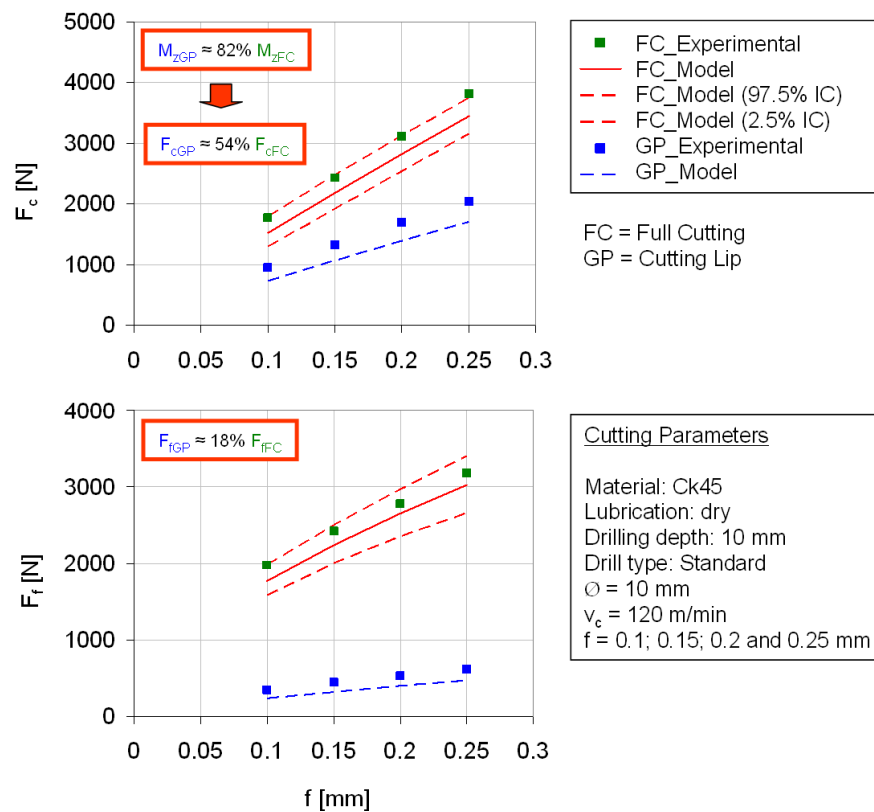 5000
4000
3000
2000
1000
0
F_c [N]
M_zGP ≈ 82% M_zFC
F_cGP ≈ 54% F_cFC
0 0.05 0.1 0.15 0.2 0.25 0.3
FC_Experimental
FC_Model
FC_Model (97.5% IC)
FC_Model (2.5% IC)
GP_Experimental
GP_Model
FC = Full Cutting
GP = Cutting Lip
4000
3000
2000
1000
0
F_f [N]
F_fGP ≈ 18% F_fFC
0 0.05 0.1 0.15 0.2 0.25 0.3
f [mm]
Cutting Parameters
Material: Ck45
Lubrication: dry
Drilling depth: 10 mm
Drill type: Standard
∅ = 10 mm
v_c = 120 m/min
f = 0.1; 0.15; 0.2 and 0.25 mm